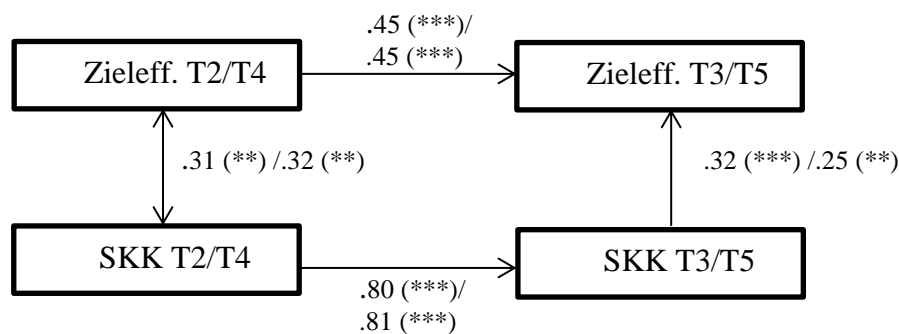 .45 (***)/
.45 (***)
Zieleff. T2/T4
Zieleff. T3/T5
.31 (**) /.32 (**)
.32 (***) /.25 (**)
SKK T2/T4
SKK T3/T5
.80 (***)/
.81 (***)